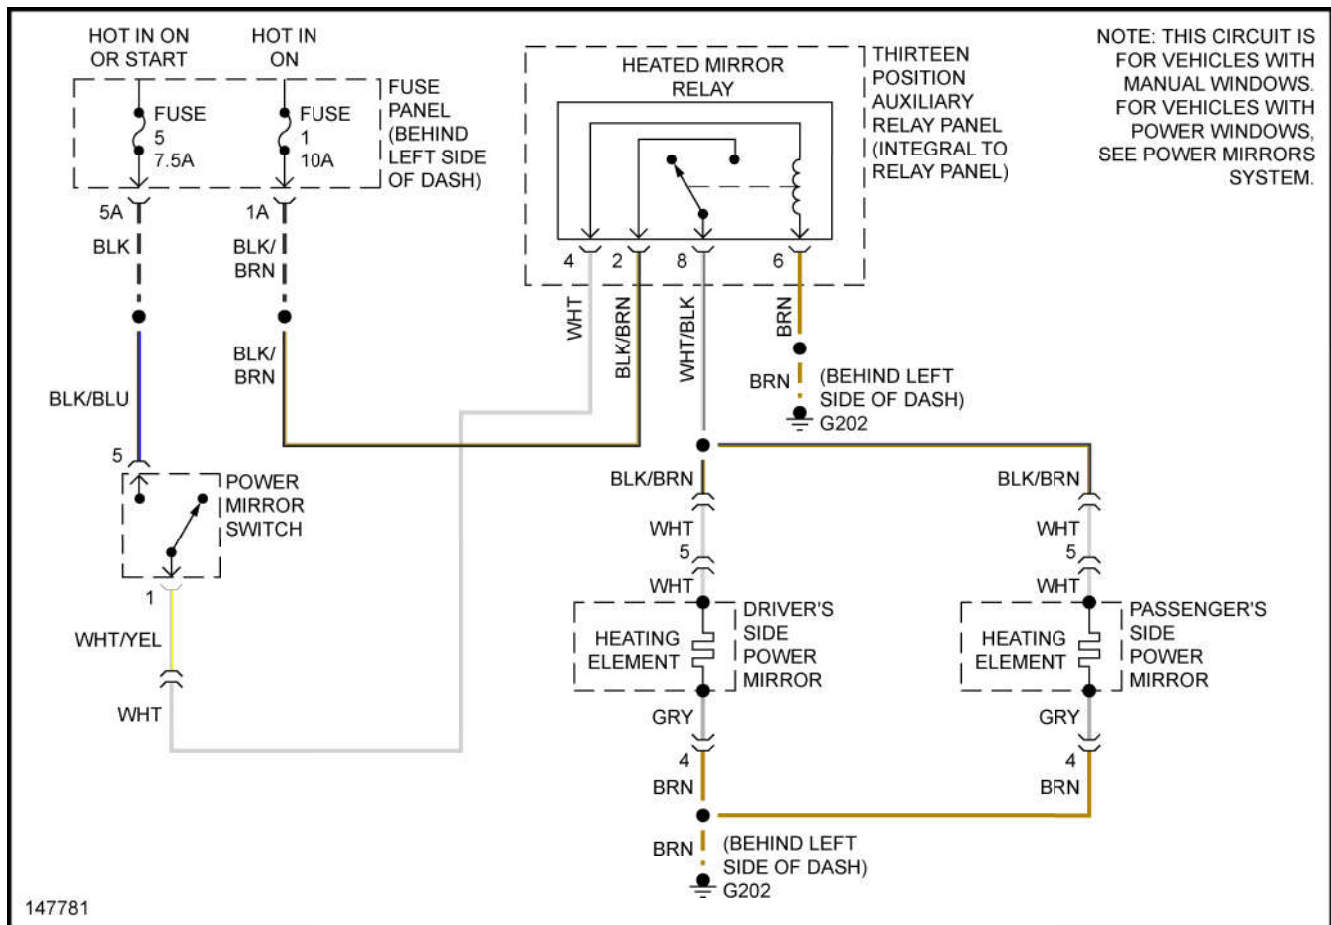 HOT IN ON
OR START
HOT IN
ON
FUSE
5
7.5A
FUSE
1
10A
FUSE
PANEL
(BEHIND
LEFT SIDE
OF DASH)
HEATED MIRROR
RELAY
THIRTEEN
POSITION
AUXILIARY
RELAY PANEL
(INTEGRAL TO
RELAY PANEL)
NOTE: THIS CIRCUIT IS
FOR VEHICLES WITH
MANUAL WINDOWS.
FOR VEHICLES WITH
POWER WINDOWS,
SEE POWER MIRRORS
SYSTEM.
5A
1A
BLK
BLK/
BRN
4
2
8
6
WHT
BLK/BRN
WHT/BLK
BRN
BLK/
BRN
BLK/BLU
BRN
(BEHIND LEFT
SIDE OF DASH)
G202
5
POWER
MIRROR
SWITCH
1
WHT/YEL
WHT
BLK/BRN
WHT
5
WHT
BLK/BRN
WHT
5
WHT
HEATING
ELEMENT
DRIVER'S
SIDE
POWER
MIRROR
HEATING
ELEMENT
PASSENGER'S
SIDE
POWER
MIRROR
GRY
4
BRN
GRY
4
BRN
BRN
(BEHIND LEFT
SIDE OF DASH)
G202
147781